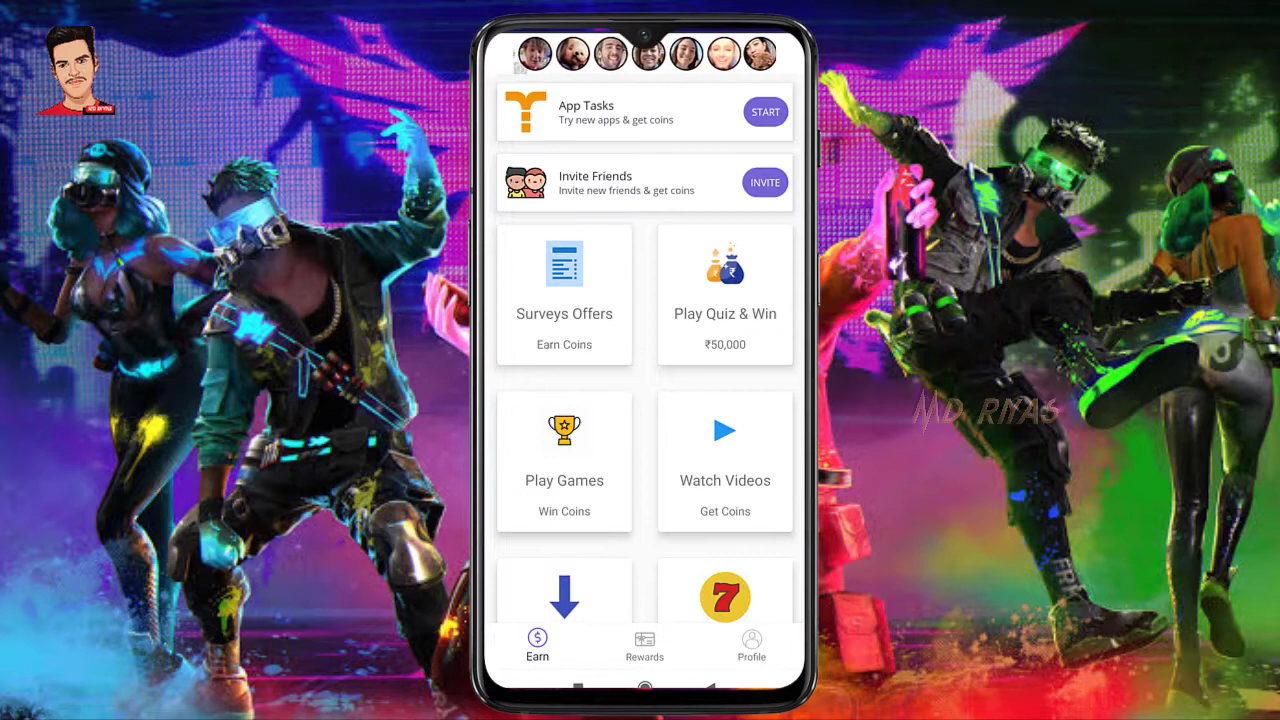 MD RIYAS
App Tasks
Try new apps & get coins
START
Invite Friends
Invite new friends & get coins
INVITE
Surveys Offers
Earn Coins
Play Quiz & Win
₹50,000
Play Games
Win Coins
Watch Videos
Get Coins
MD RIYAS
7
Earn
Rewards
Profile